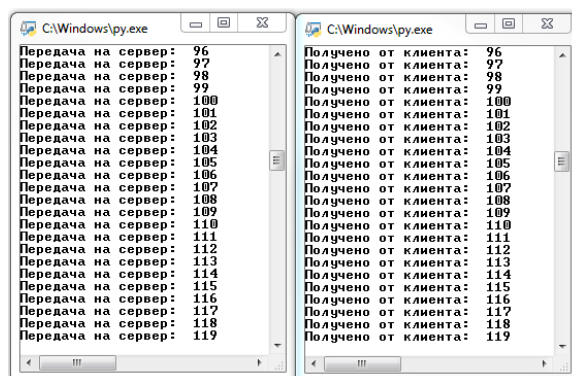 C:\Windows\py.exe
Передача на сервер: 96
Передача на сервер: 97
Передача на сервер: 98
Передача на сервер: 99
Передача на сервер: 100
Передача на сервер: 101
Передача на сервер: 102
Передача на сервер: 103
Передача на сервер: 104
Передача на сервер: 105
Передача на сервер: 106
Передача на сервер: 107
Передача на сервер: 108
Передача на сервер: 109
Передача на сервер: 110
Передача на сервер: 111
Передача на сервер: 112
Передача на сервер: 113
Передача на сервер: 114
Передача на сервер: 115
Передача на сервер: 116
Передача на сервер: 117
Передача на сервер: 118
Передача на сервер: 119
C:\Windows\py.exe
Получено от клиента: 96
Получено от клиента: 97
Получено от клиента: 98
Получено от клиента: 99
Получено от клиента: 100
Получено от клиента: 101
Получено от клиента: 102
Получено от клиента: 103
Получено от клиента: 104
Получено от клиента: 105
Получено от клиента: 106
Получено от клиента: 107
Получено от клиента: 108
Получено от клиента: 109
Получено от клиента: 110
Получено от клиента: 111
Получено от клиента: 112
Получено от клиента: 113
Получено от клиента: 114
Получено от клиента: 115
Получено от клиента: 116
Получено от клиента: 117
Получено от клиента: 118
Получено от клиента: 119